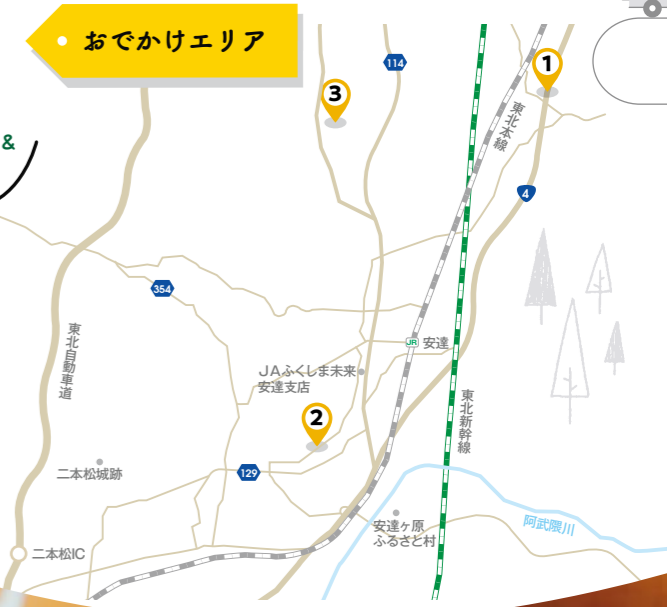 おでかけエリア
&
1
3
114
東北本線
4
354
東北自動車道
JR 安達
JAふくしま未来
安達支店
2
東北新幹線
129
二本松城跡
安達ヶ原
ふるさと村
阿武隈川
二本松IC